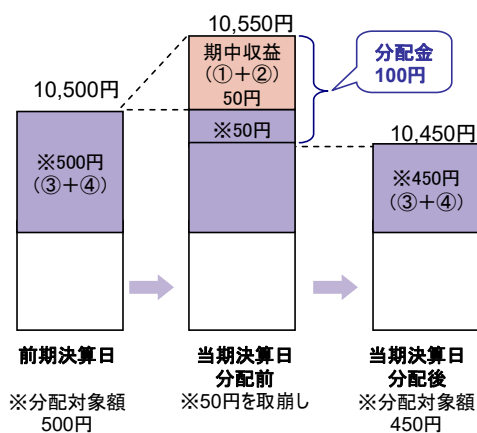 10,550円
期中収益
(①+②)
50円
分配金
100円
10,500円
※50円
10,450円
※500円
(③+④)
※450円
(③+④)
前期決算日
当期決算日
分配前
当期決算日
分配後
※分配対象額
500円
※50円を取崩し
※分配対象額
450円